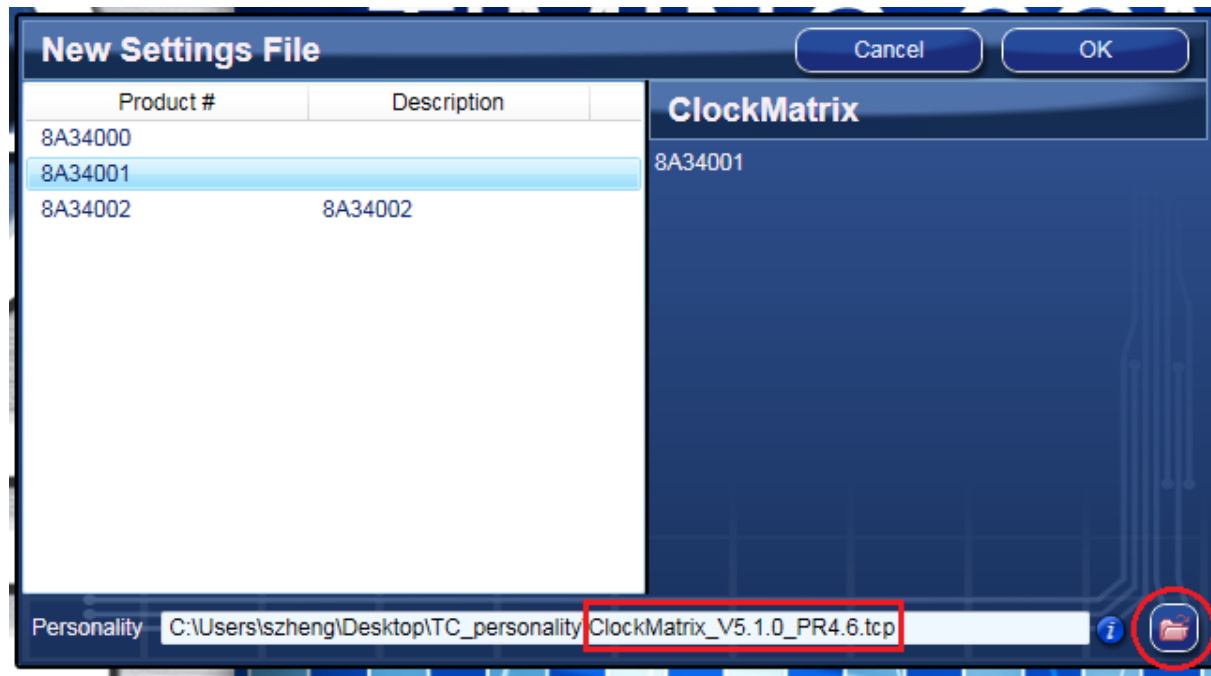 New Settings File
Cancel
OK
Product #
Description
ClockMatrix
8A34000
8A34001
8A34001
8A34002
8A34002
Personality
C:\Users\szheng\Desktop\TC_personality\ClockMatrix_V5.1.0_PR4.6.tcp
i